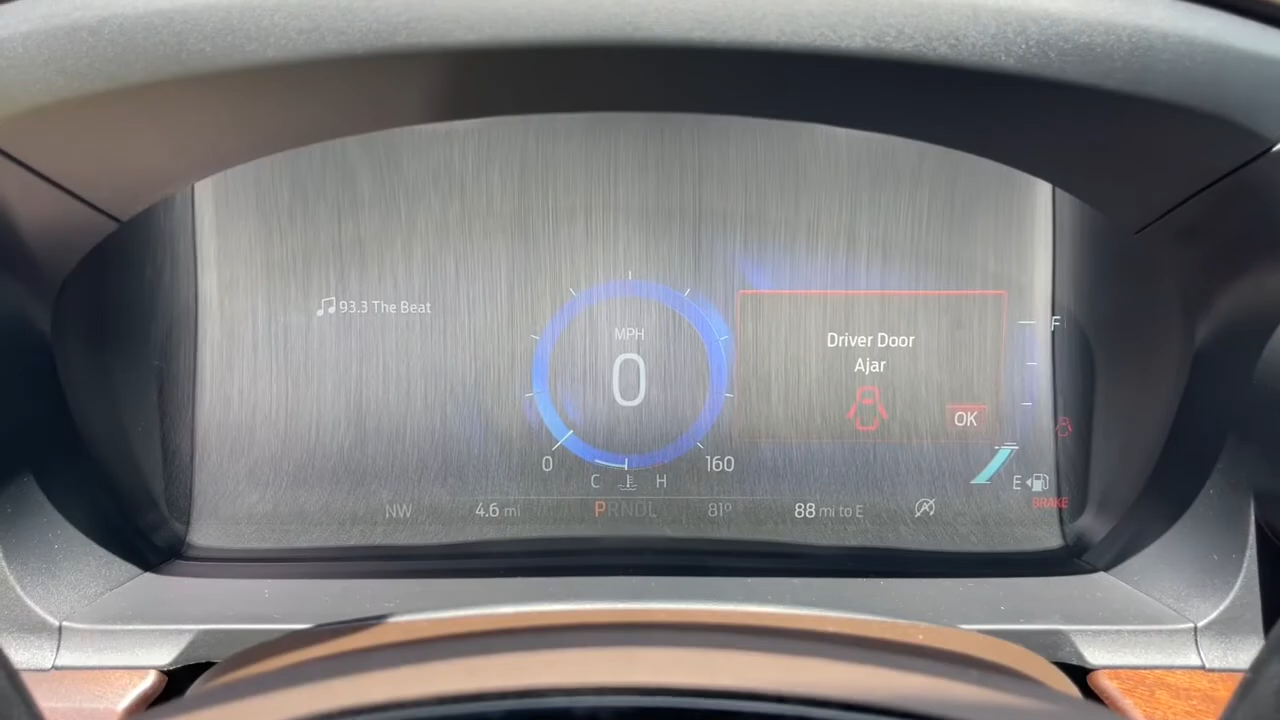 93.3 The Beat
MPH
0
0
160
C
H
Driver Door
Ajar
OK
F
E
BRAKE
NW
4.6 mi
PRNDL
81º
88 mi to E